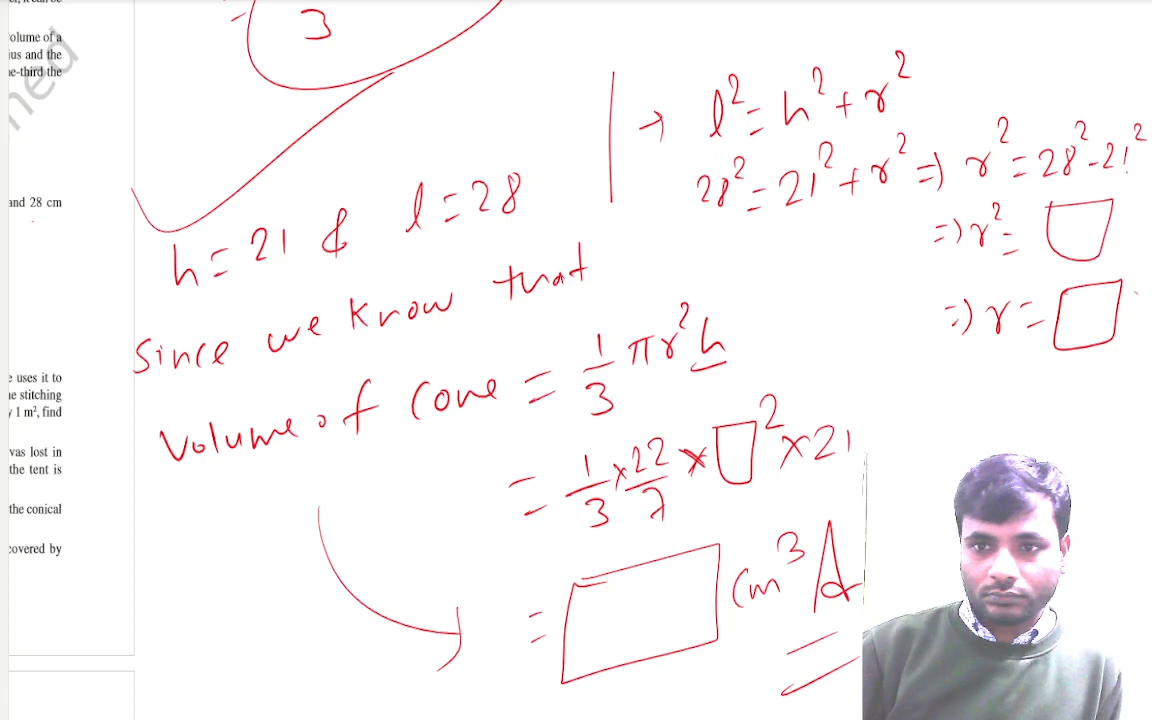 olume of a
ius and the
e-third the
and 28 cm
e uses it to
ne stitching
1 m², find
vas lost in
the tent is
the conical
covered by
3
h = 21 & l = 28
since we know that
Volume of Cone = 1/3 πr²h
= 1/3 × 22/7 × □² × 21
= □ cm³ A
→ l² = h² + r²
28² = 21² + r² => r² = 28² - 21²
=> r² = □
=> r = □